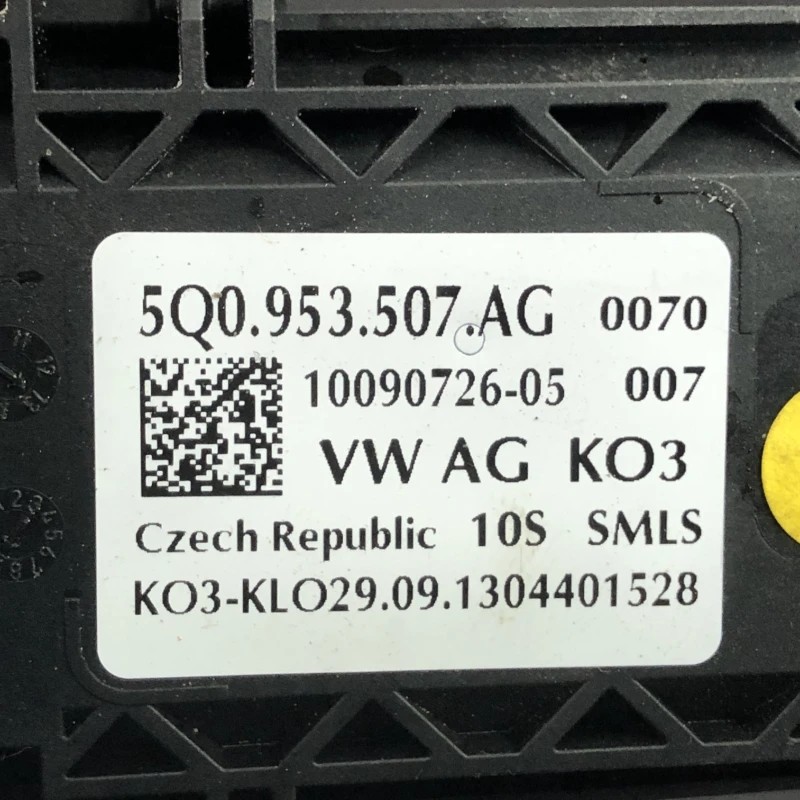 5Q0.953.507.AG 0070
10090726-05 007
VW AG KO3
Czech Republic 10S SMLS
KO3-KLO29.09.1304401528